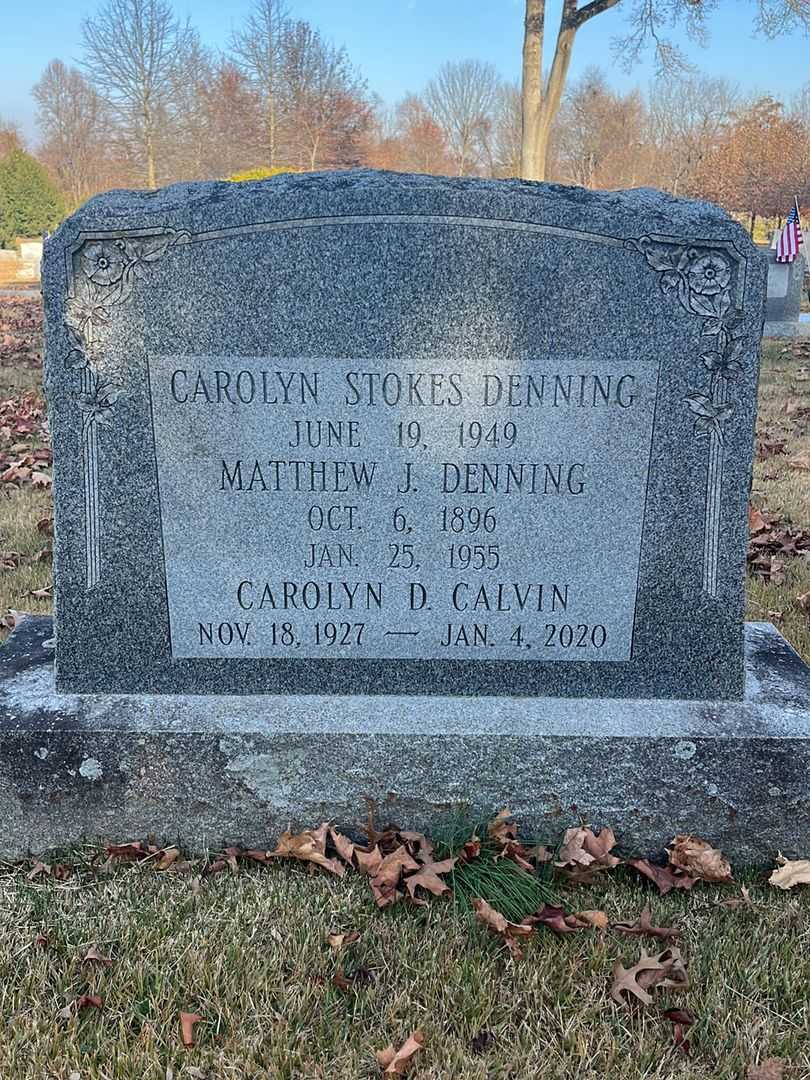 CAROLYN STOKES DENNING
JUNE 19, 1949
MATTHEW J. DENNING
OCT. 6, 1896
JAN. 25, 1955
CAROLYN D. CALVIN
NOV. 18, 1927 — JAN. 4, 2020